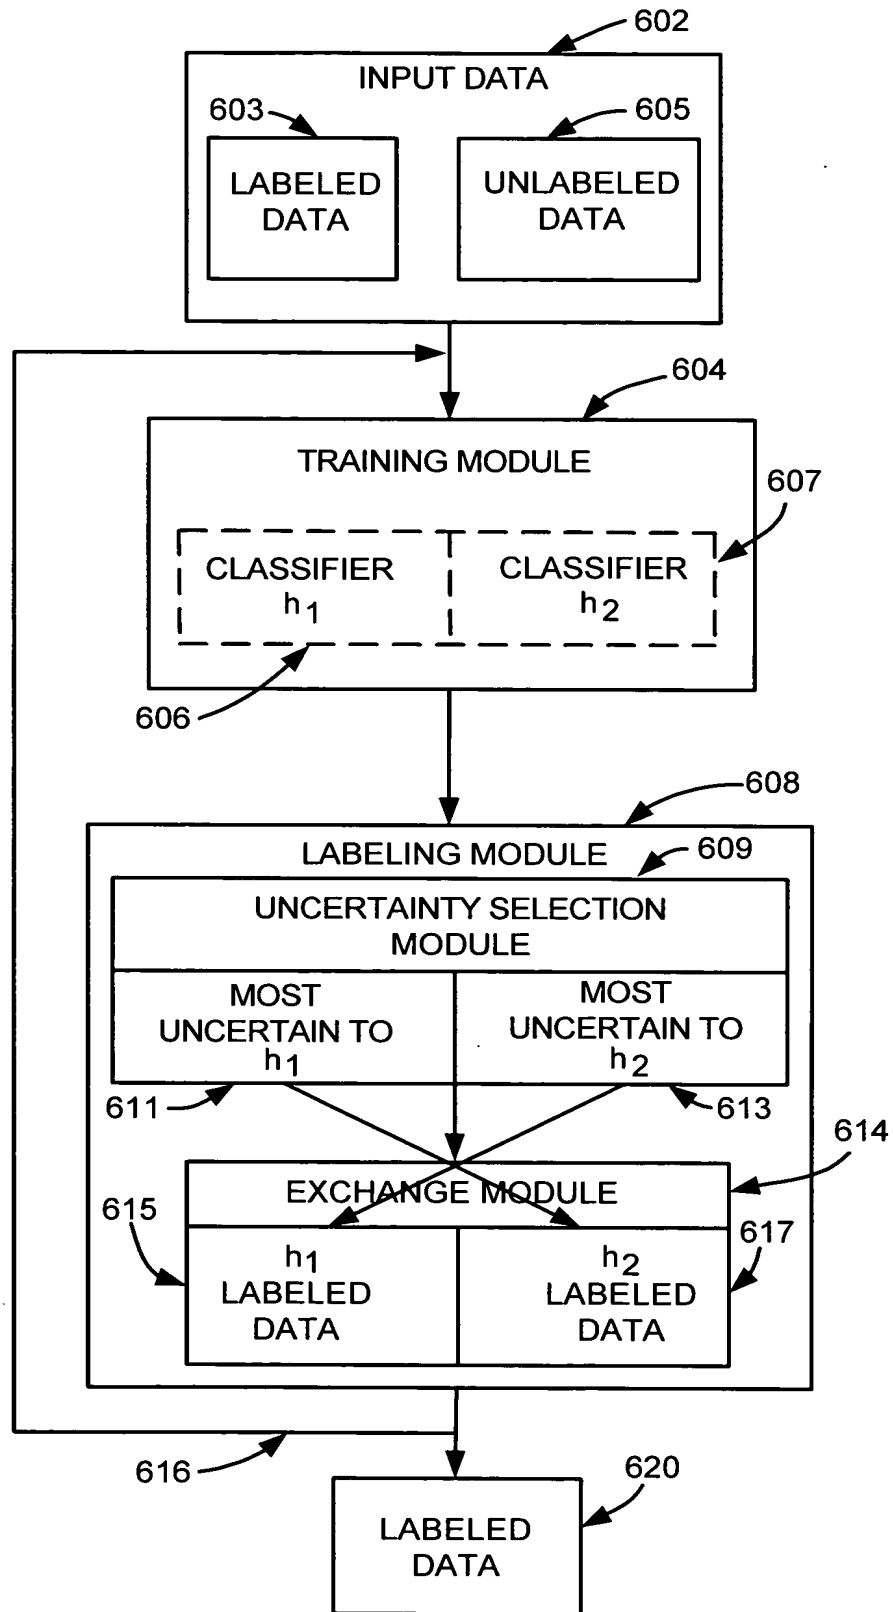 602
INPUT DATA
603
605
LABELED
DATA
UNLABELED
DATA
604
TRAINING MODULE
607
CLASSIFIER
h1
CLASSIFIER
h2
606
608
LABELING MODULE
609
UNCERTAINTY SELECTION
MODULE
MOST
UNCERTAIN TO
h1
MOST
UNCERTAIN TO
h2
611
613
614
EXCHANGE MODULE
615
617
h1
LABELED
DATA
h2
LABELED
DATA
616
620
LABELED
DATA